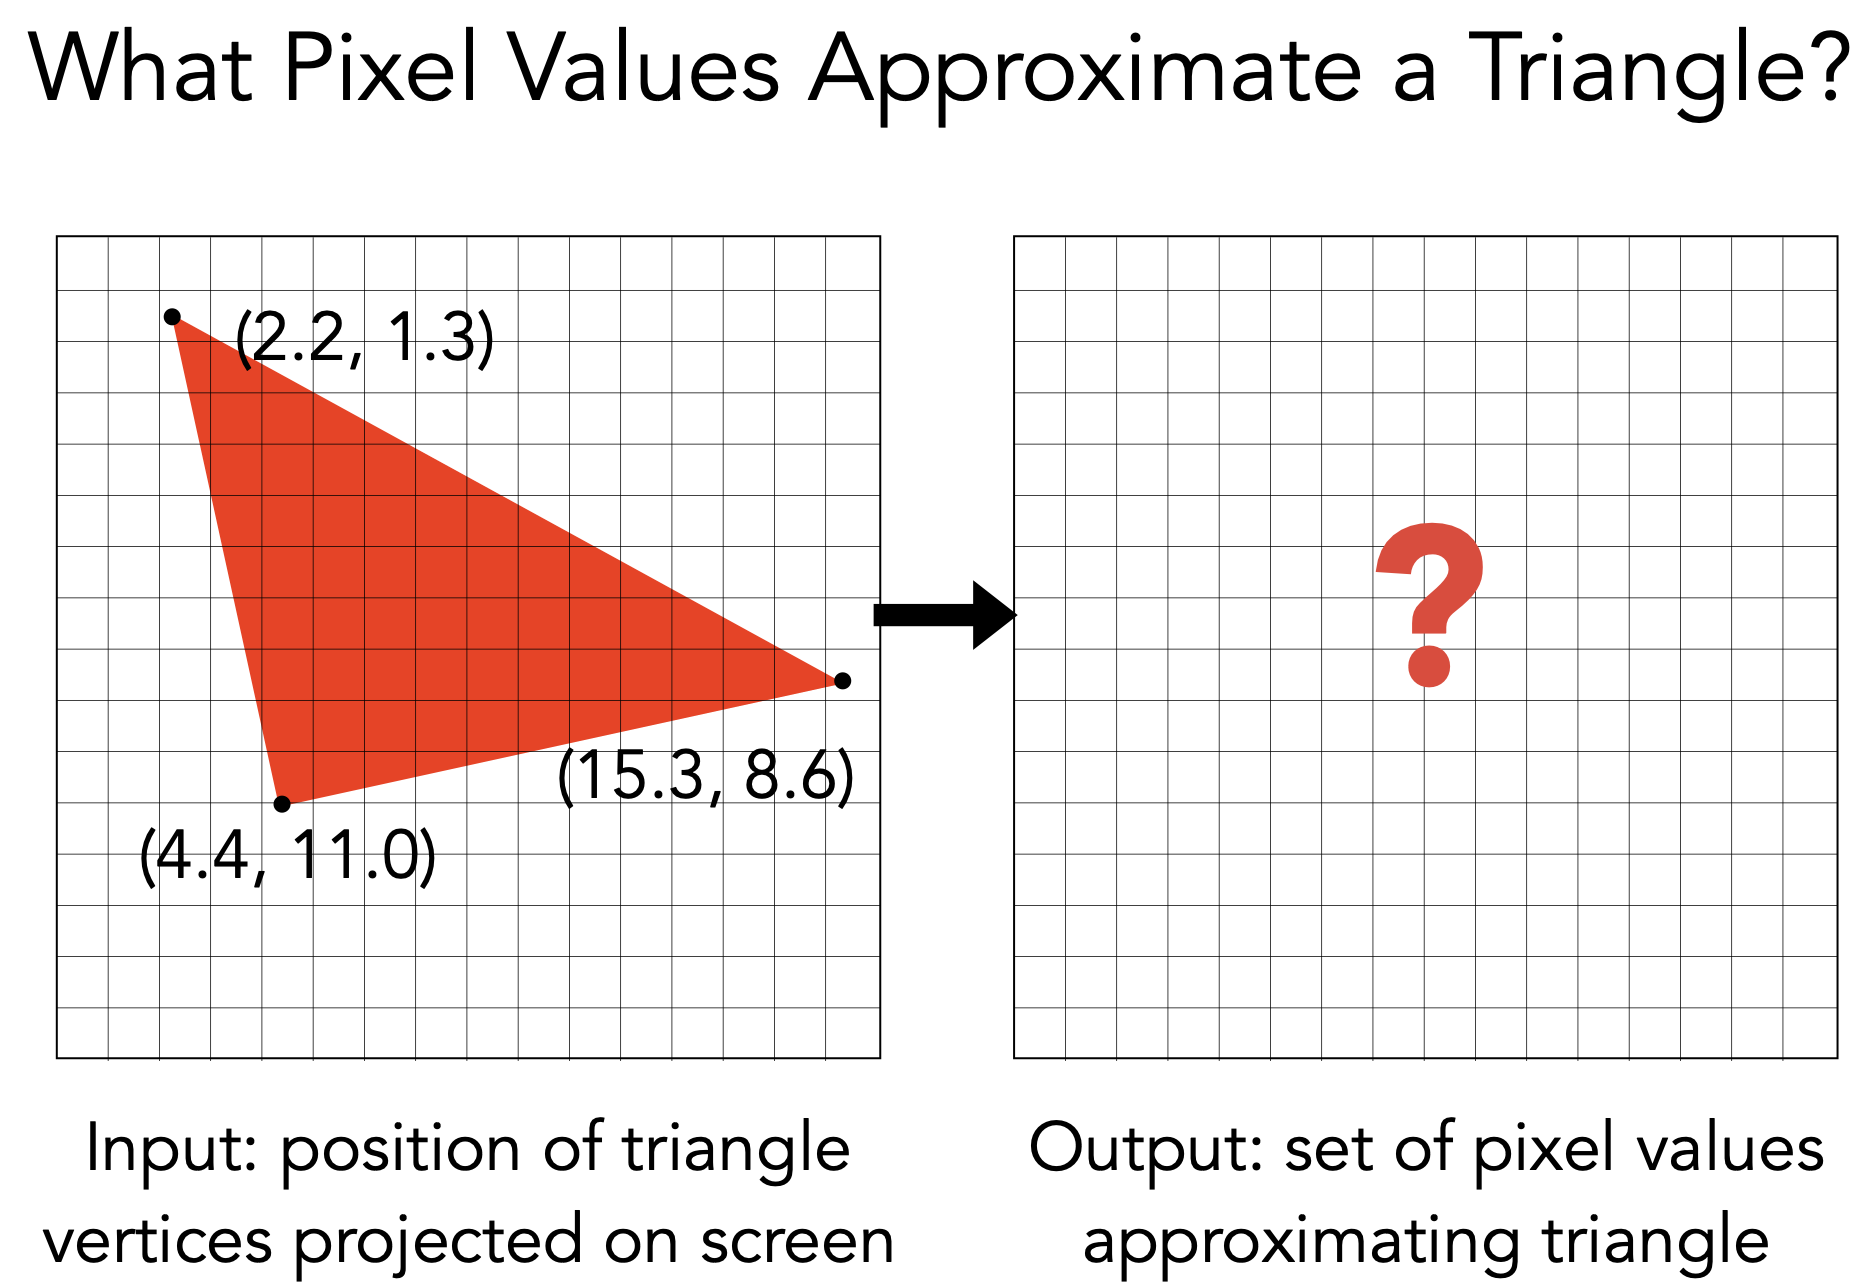 What Pixel Values Approximate a Triangle?
(2.2, 1.3)
(15.3, 8.6)
(4.4, 11.0)
?
Input: position of triangle
vertices projected on screen
Output: set of pixel values
approximating triangle